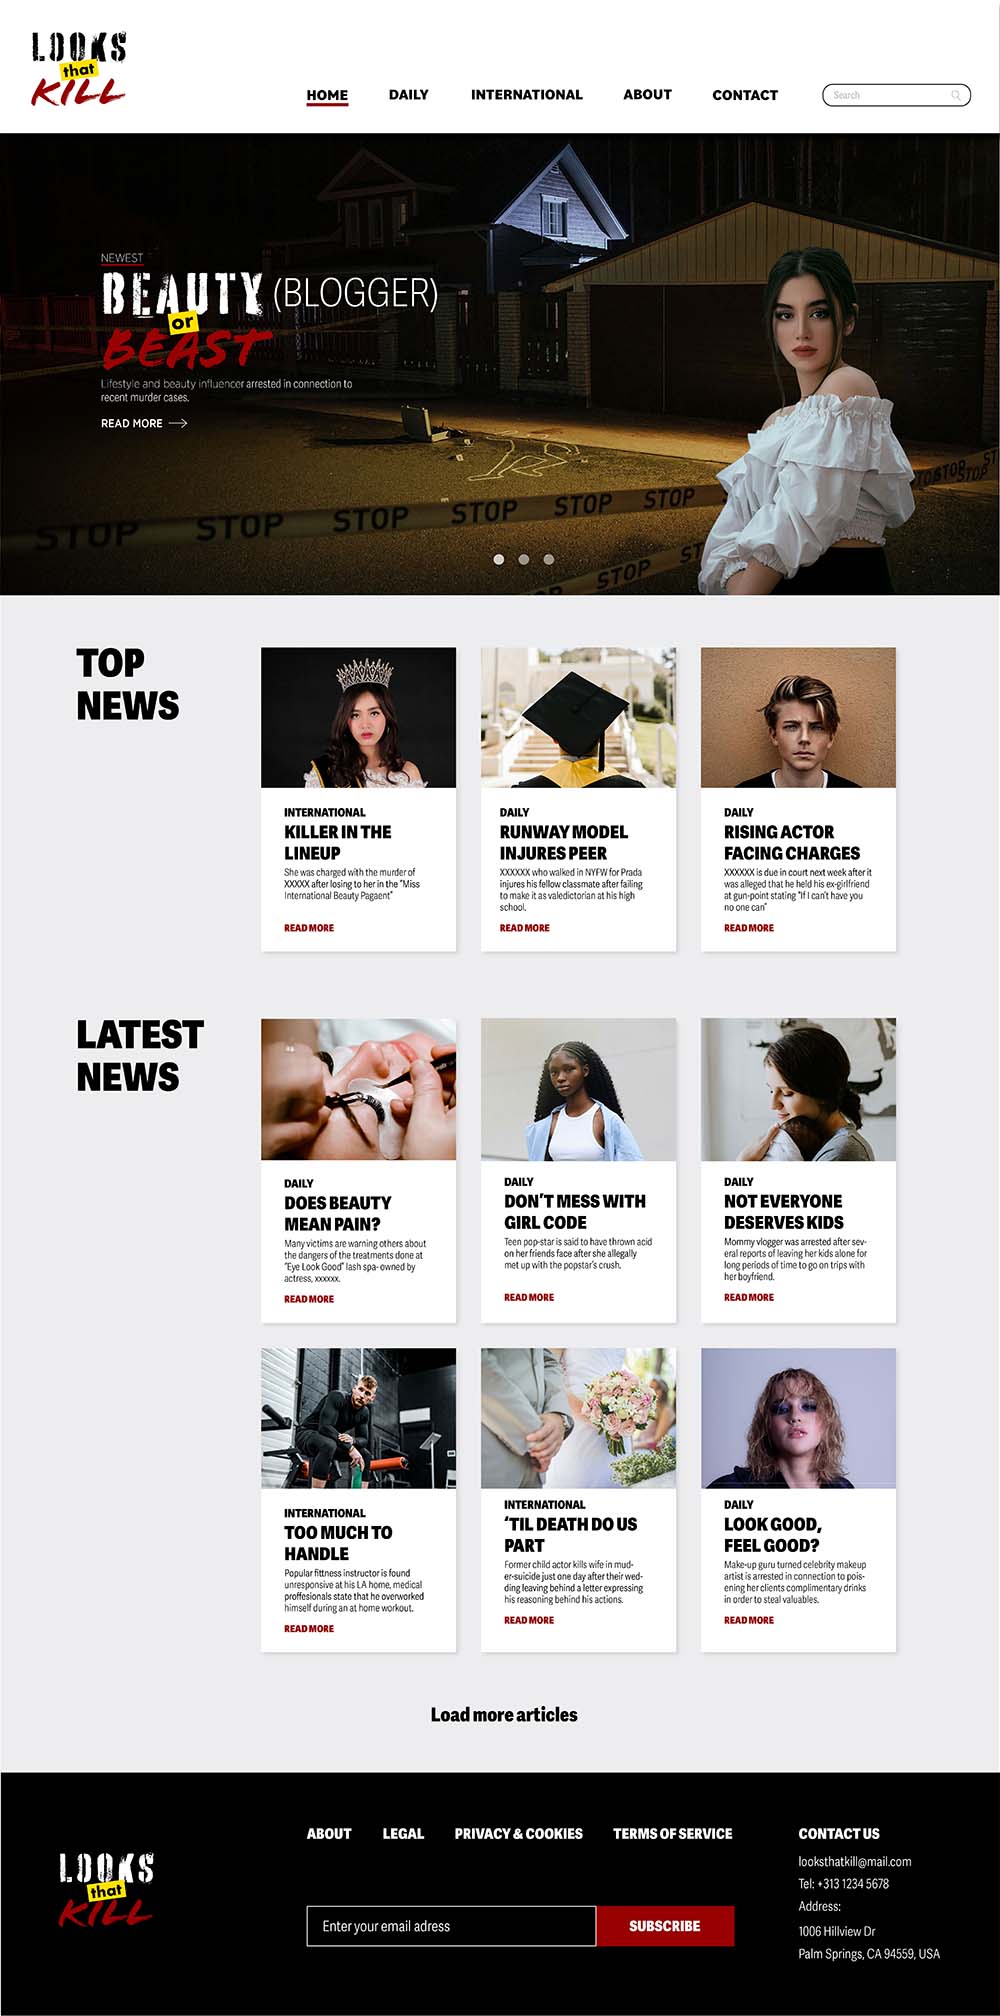 LOOKS
that
KILL
HOME DAILY INTERNATIONAL ABOUT CONTACT Search
NEWEST
BEAUTY (BLOGGER)
or
BEAST
Lifestyle and beauty influencer arrested in connection to
recent murder cases.
READ MORE
STOP STOP STOP STOP STOP STOP STOP
ST
STOP
STOP
TOP
NEWS
INTERNATIONAL
KILLER IN THE
LINEUP
She was charged with the murder of
XXXXX after losing to her in the "Miss
International Beauty Pagaent"
READ MORE
DAILY
RUNWAY MODEL
INJURES PEER
XXXXXX who walked in NYFW for Prada
injures his fellow classmate after failing
to make it as valedictorian at his high
school.
READ MORE
DAILY
RISING ACTOR
FACING CHARGES
XXXXXX is due in court next week after it
was alleged that he held his ex-girlfriend
at gun-point stating "If I can't have you
no one can"
READ MORE
LATEST
NEWS
DAILY
DOES BEAUTY
MEAN PAIN?
Many victims are warning others about
the dangers of the treatments done at
"Eye Look Good" lash spa- owned by
actress, xxxxxx.
READ MORE
DAILY
DON'T MESS WITH
GIRL CODE
Teen pop-star is said to have thrown acid
on her friends face after she allegally
met up with the popstar's crush.
READ MORE
DAILY
NOT EVERYONE
DESERVES KIDS
Mommy vlogger was arrested after sev-
eral reports of leaving her kids alone for
long periods of time to go on trips with
her boyfriend.
READ MORE
INTERNATIONAL
TOO MUCH TO
HANDLE
Popular fittness instructor is found
unresponsive at his LA home, medical
proffesionals state that he overworked
himself during an at home workout.
READ MORE
INTERNATIONAL
'TIL DEATH DO US
PART
Former child actor kills wife in mud-
er-suicide just one day after their wed-
ding leaving behind a letter expressing
his reasoning behind his actions.
READ MORE
DAILY
LOOK GOOD,
FEEL GOOD?
Make-up guru turned celebrity makeup
artist is arrested in connection to pois-
ening her clients complimentary drinks
in order to steal valuables.
READ MORE
Load more articles
LOOKS
that
KILL
ABOUT LEGAL PRIVACY & COOKIES TERMS OF SERVICE
Enter your email adress SUBSCRIBE
CONTACT US
looksthatkill@mail.com
Tel: +313 1234 5678
Address:
1006 Hillview Dr
Palm Springs, CA 94559, USA